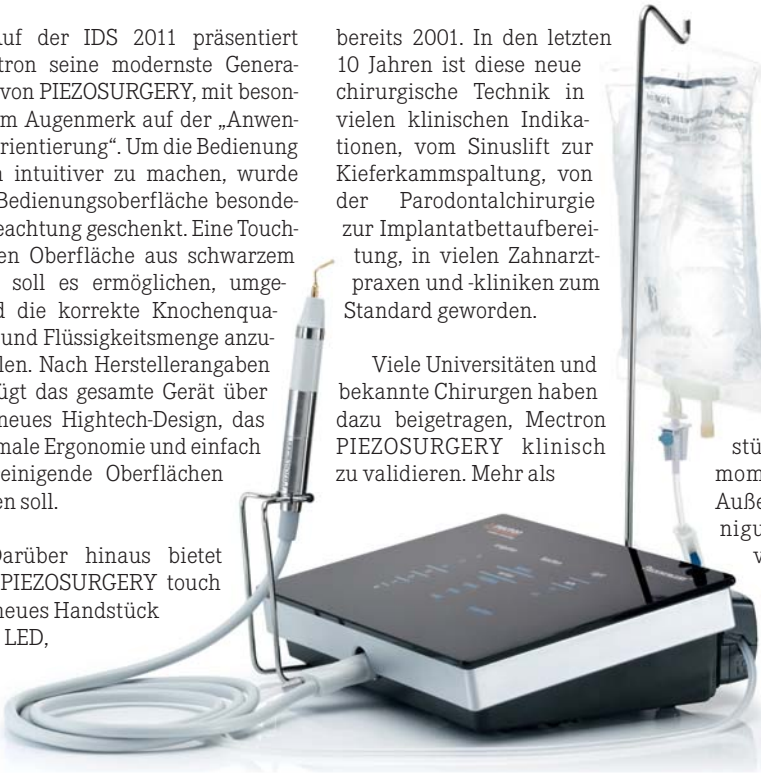 Auf der IDS 2011 präsentiert
tron seine modernste Genera-
von PIEZOSURGERY, mit beson-
m Augenmerk auf der „Anwen-
rientierung“. Um die Bedienung
n intuitiver zu machen, wurde
Bedienungsoberfläche besonde-
eachtung geschenkt. Eine Touch-
en Oberfläche aus schwarzem
soll es ermöglichen, umge-
d die korrekte Knochenqua-
und Flüssigkeitsmenge anzu-
len. Nach Herstellerangaben
ügt das gesamte Gerät über
neues Hightech-Design, das
male Ergonomie und einfach
einigende Oberflächen
en soll.
Darüber hinaus bietet
PIEZOSURGERY touch
neues Handstück
LED,
bereits 2001. In den letzten
10 Jahren ist diese neue
chirurgische Technik in
vielen klinischen Indika-
tionen, vom Sinuslift zur
Kieferkammspaltung, von
der Parodontalchirurgie
zur Implantatbettaufberei-
tung, in vielen Zahnarzt-
praxen und -kliniken zum
Standard geworden.
Viele Universitäten und
bekannte Chirurgen haben
dazu beigetragen, Mectron
PIEZOSURGERY klinisch
zu validieren. Mehr als
stü
mom
Auße
nigu
v